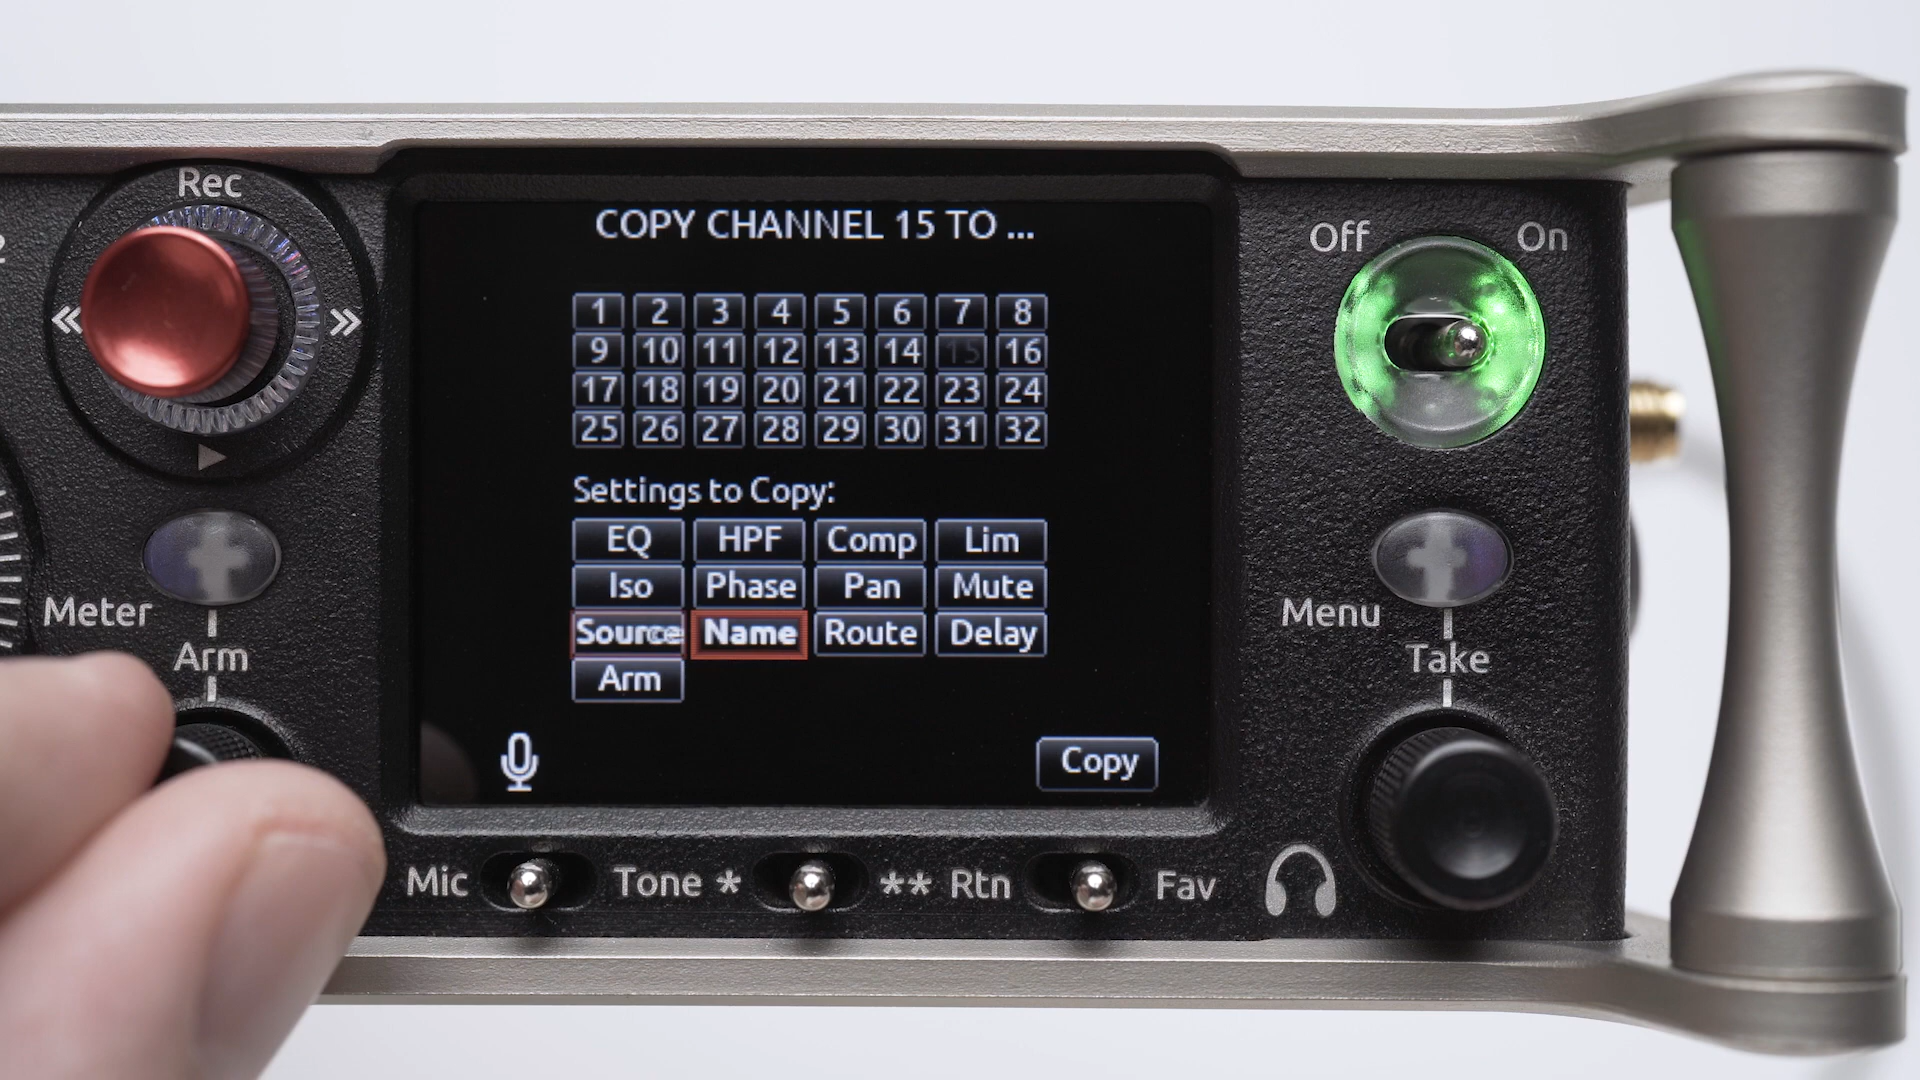 Rec
COPY CHANNEL 15 TO ...
Off On
1 2 3 4 5 6 7 8
9 10 11 12 13 14 15 16
17 18 19 20 21 22 23 24
25 26 27 28 29 30 31 32
Settings to Copy:
EQ HPF Comp Lim
Iso Phase Pan Mute
Source Name Route Delay
Arm
Copy
Meter
Arm
Menu
Take
Mic Tone * ** Rtn Fav